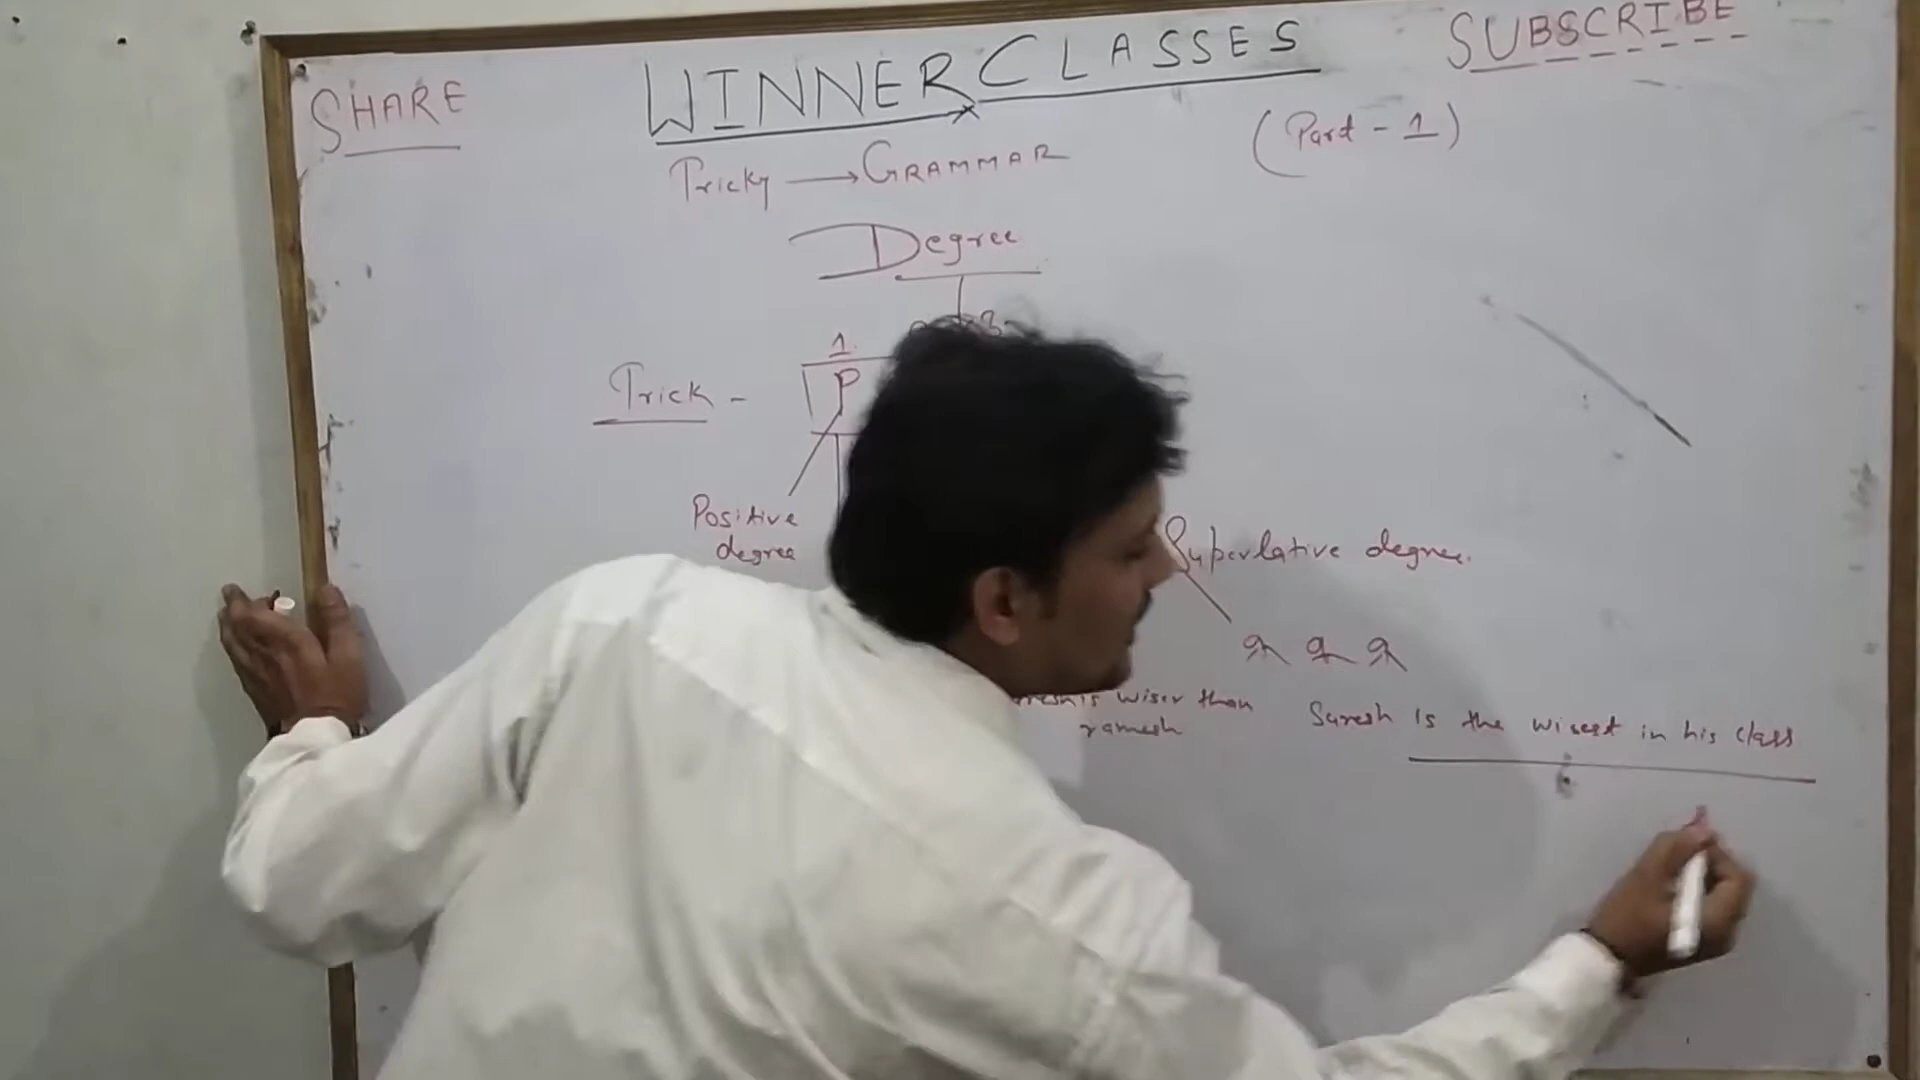 SHARE
WINNER CLASSES
SUBSCRIBE
(Part - 1)
Tricky → GRAMMAR
Degree
1.
Trick -
P
Positive
degree
Superlative degree.
is wiser than
ramesh
Suresh is the wisest in his class